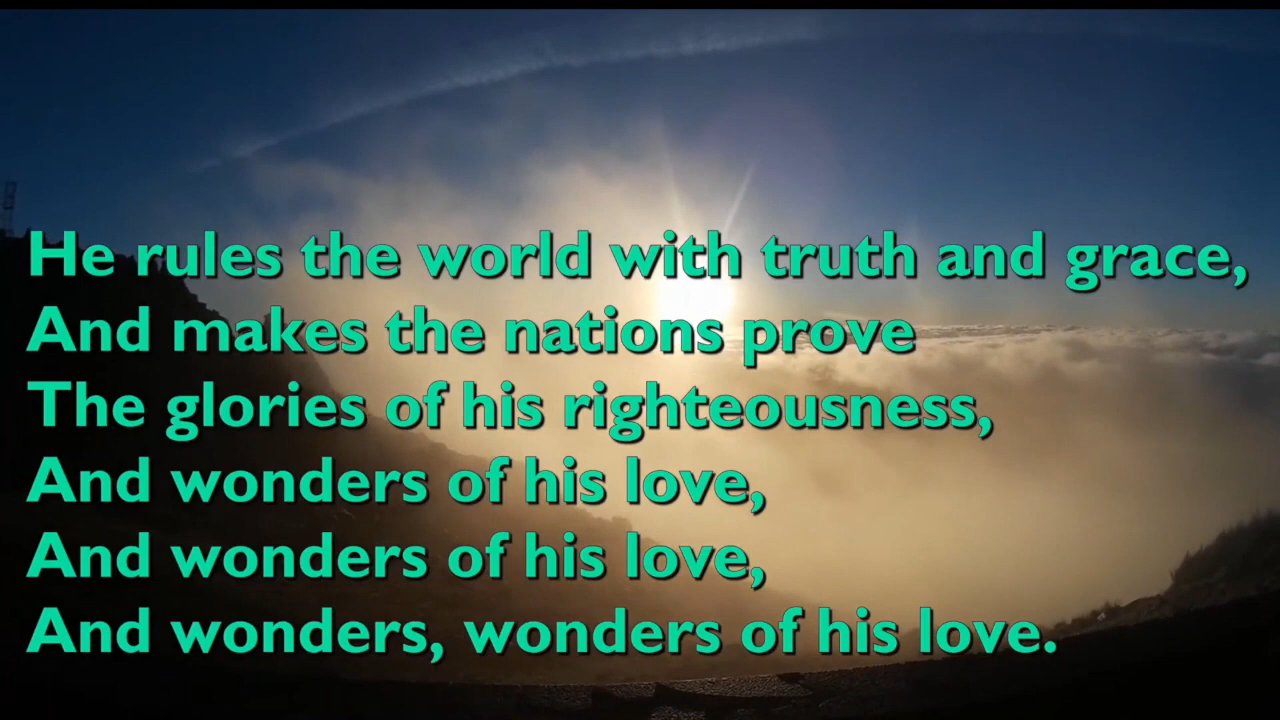 He rules the world with truth and grace,
And makes the nations prove
The glories of his righteousness,
And wonders of his love,
And wonders of his love,
And wonders, wonders of his love.